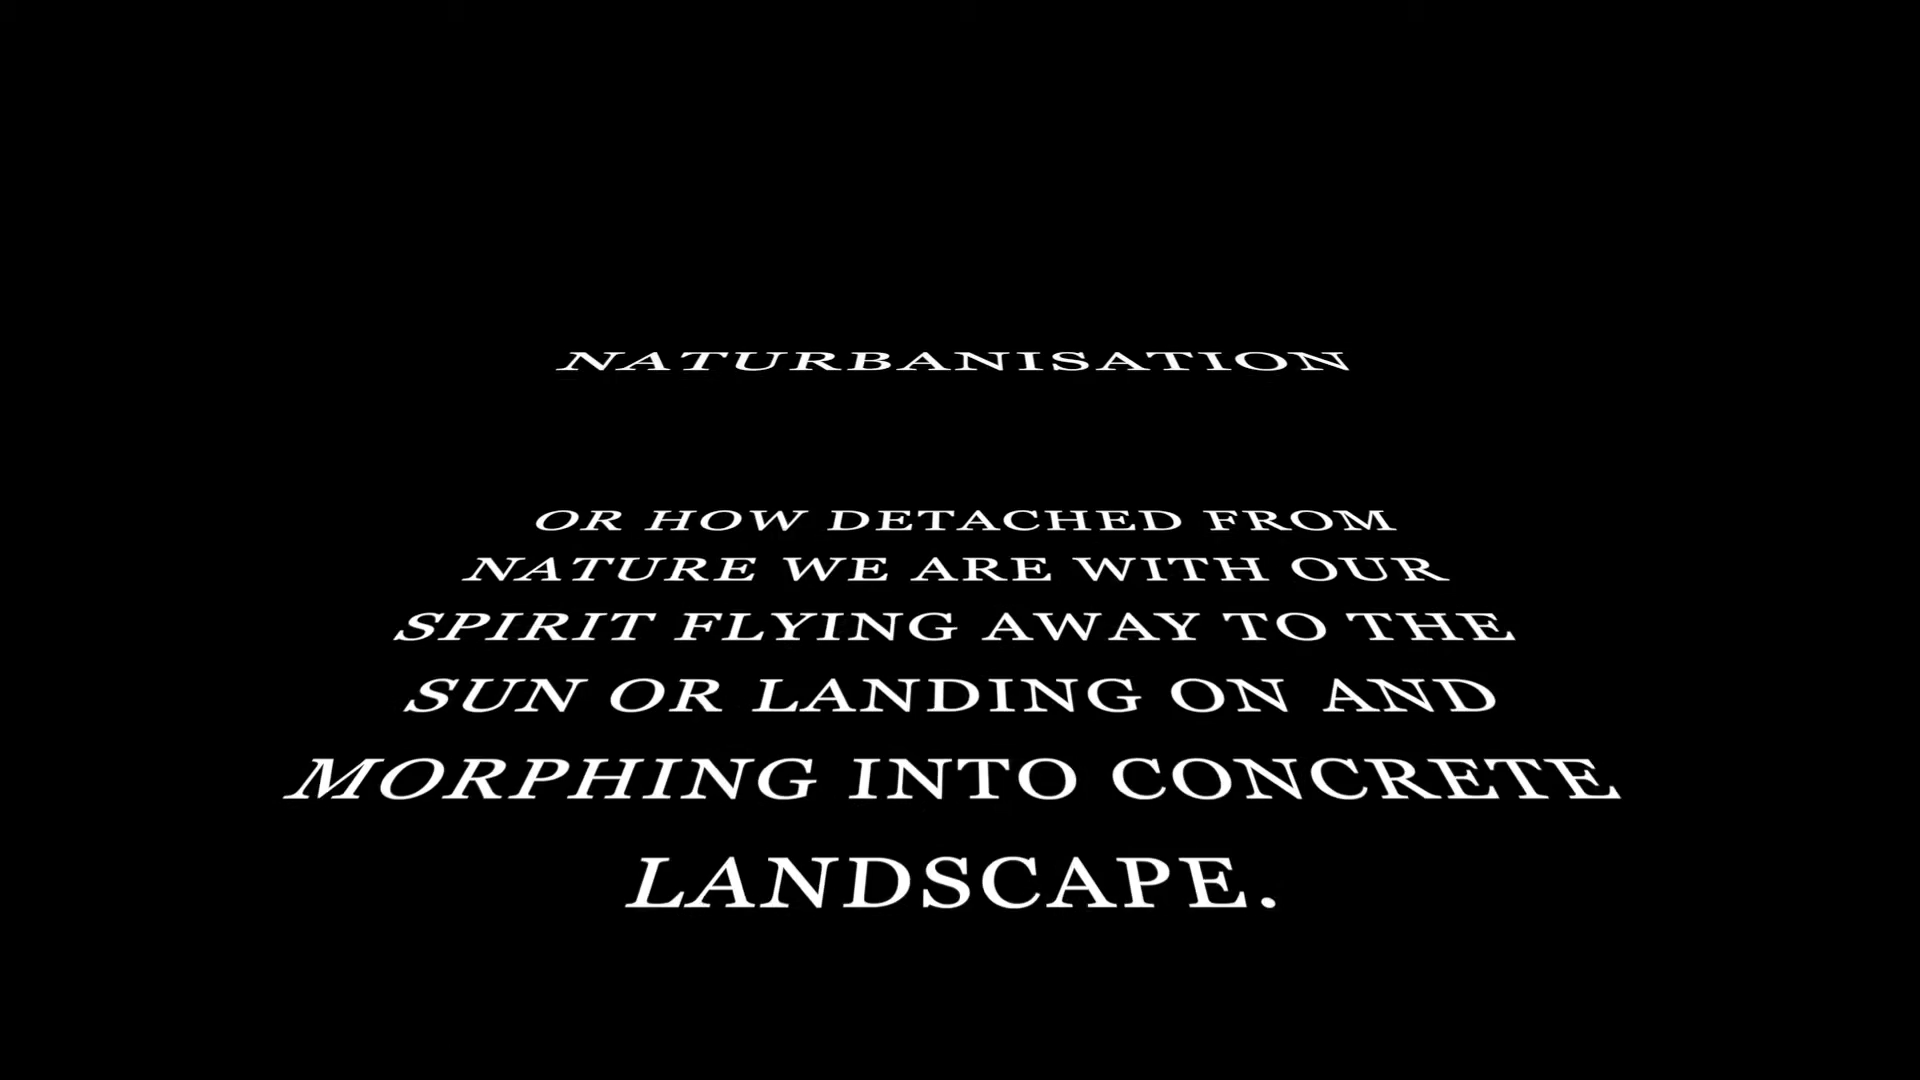 NATURBANISATION
OR HOW DETACHED FROM
NATURE WE ARE WITH OUR
SPIRIT FLYING AWAY TO THE
SUN OR LANDING ON AND
MORPHING INTO CONCRETE
LANDSCAPE.